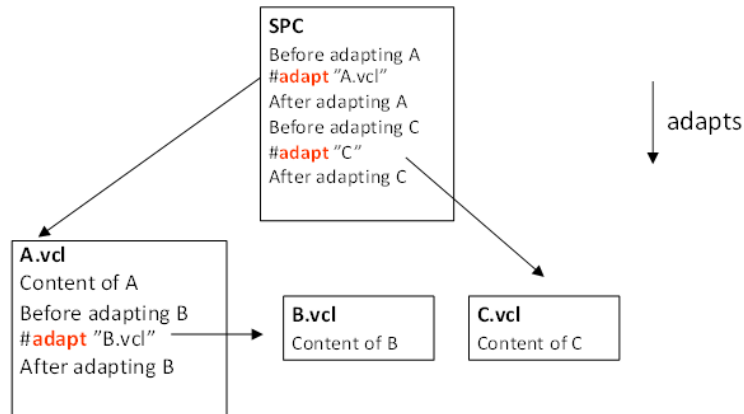 SPC
Before adapting A
#adapt ”A.vcl”
After adapting A
Before adapting C
#adapt ”C”
After adapting C
adapts
A.vcl
Content of A
Before adapting B
#adapt ”B.vcl”
After adapting B
B.vcl
Content of B
C.vcl
Content of C